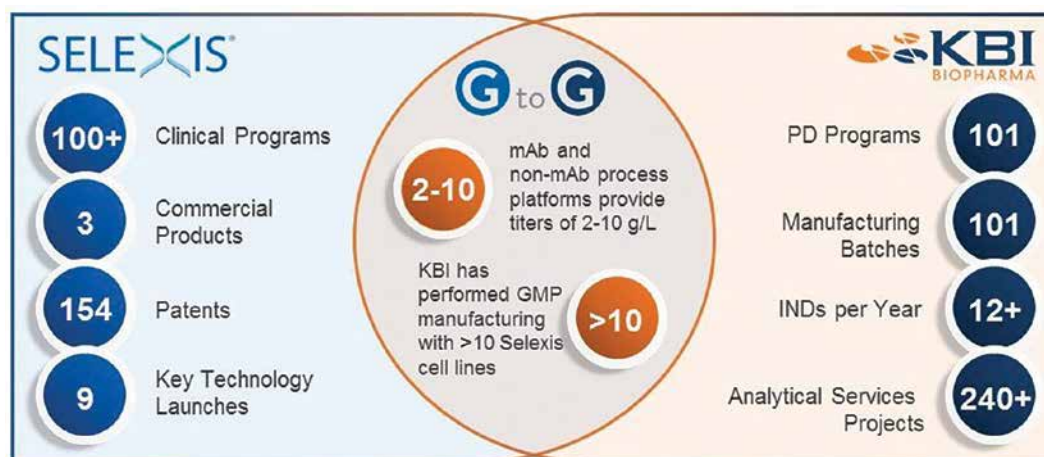 SELEXIS®
100+
Clinical Programs
3
Commercial
Products
154
Patents
9
Key Technology
Launches
G to G
2-10
mAb and
non-mAb process
platforms provide
titers of 2-10 g/L
KBI has
performed GMP
manufacturing
with >10 Selexis
cell lines
>10
KBI
BIOPHARMA
PD Programs
101
Manufacturing
Batches
101
INDs per Year
12+
Analytical Services
Projects
240+